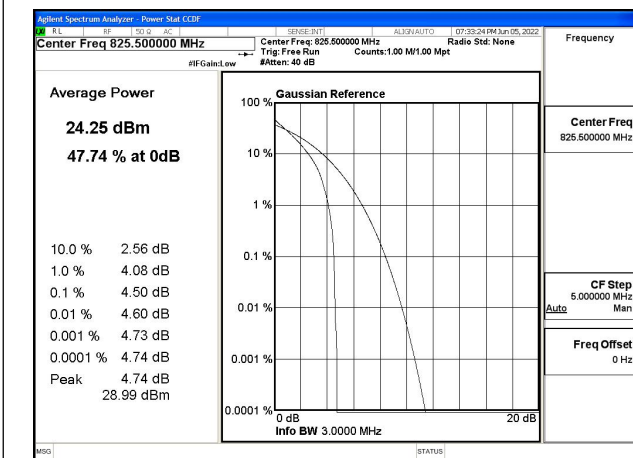 Agilent Spectrum Analyzer - Power Stat CCDF
RL RF 50 Ω AC SENSE:INT ALIGN AUTO 07:33:24 PM Jun 05, 2022
Center Freq 825.500000 MHz
Center Freq: 825.500000 MHz Radio Std: None
Trig: Free Run Counts:1.00 M/1.00 Mpt
#IFGain:Low #Atten: 40 dB
Frequency
Average Power
24.25 dBm
47.74 % at 0dB
10.0 % 2.56 dB
1.0 % 4.08 dB
0.1 % 4.50 dB
0.01 % 4.60 dB
0.001 % 4.73 dB
0.0001 % 4.74 dB
Peak 4.74 dB
28.99 dBm
Gaussian Reference
100 %
10 %
1 %
0.1 %
0.01 %
0.001 %
0.0001 %
0 dB 20 dB
Info BW 3.0000 MHz
Center Freq
825.500000 MHz
CF Step
5.000000 MHz
Auto Man
Freq Offset
0 Hz
MSG STATUS